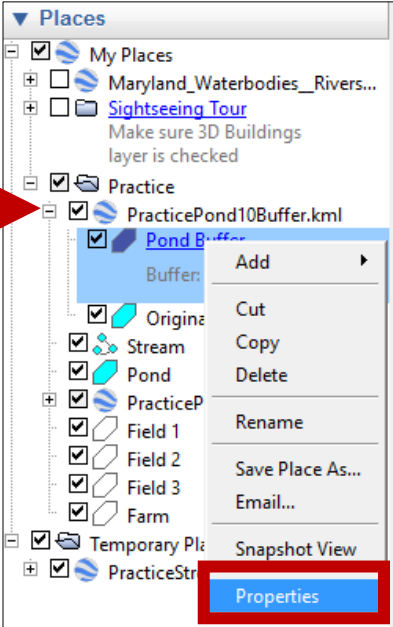 Places
My Places
Maryland_Waterbodies__Rivers...
Sightseeing Tour
Make sure 3D Buildings
layer is checked
Practice
PracticePond10Buffer.kml
Pond Buffer
Buffer:
Add
Origina
Cut
Stream
Copy
Pond
Delete
PracticeP
Rename
Field 1
Field 2
Save Place As...
Field 3
Email...
Farm
Temporary Pla
Snapshot View
PracticeStr
Properties